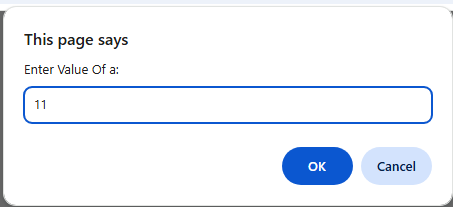 This page says
Enter Value Of a:
11
OK Cancel